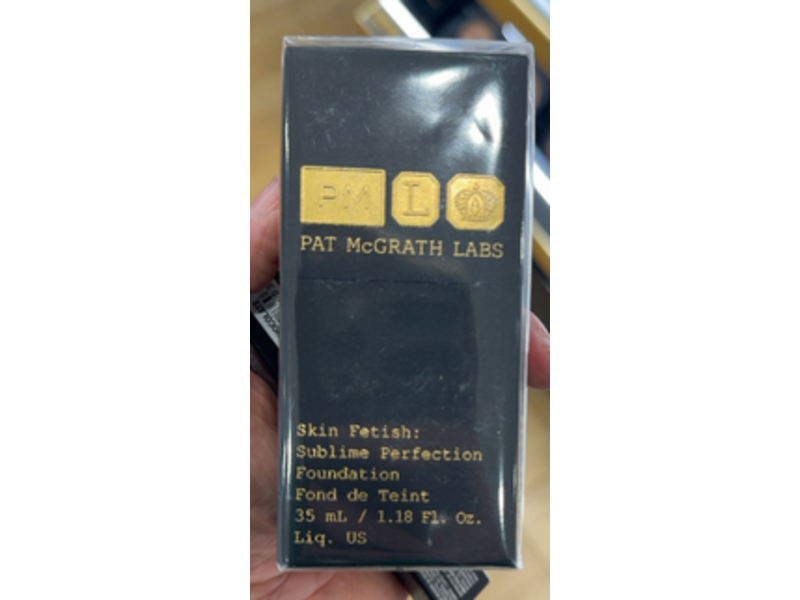 PM L
PAT McGRATH LABS
Skin Fetish:
Sublime Perfection
Foundation
Fond de Teint
35 mL / 1.18 Fl. Oz.
Liq. US